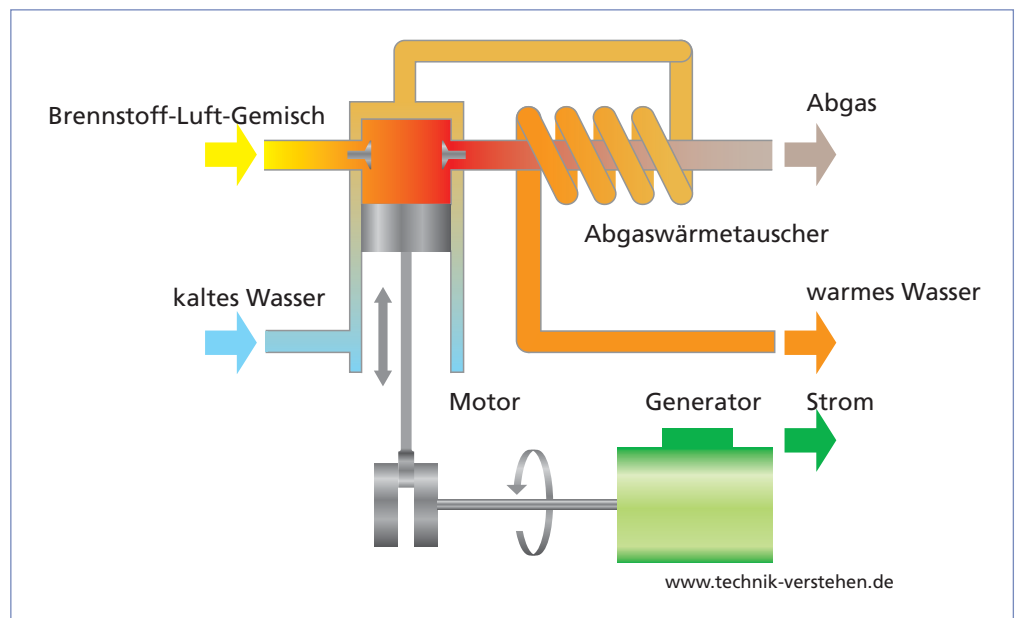 Brennstoff-Luft-Gemisch
Abgas
Abgaswärmetauscher
kaltes Wasser
warmes Wasser
Motor
Generator
Strom
www.technik-verstehen.de